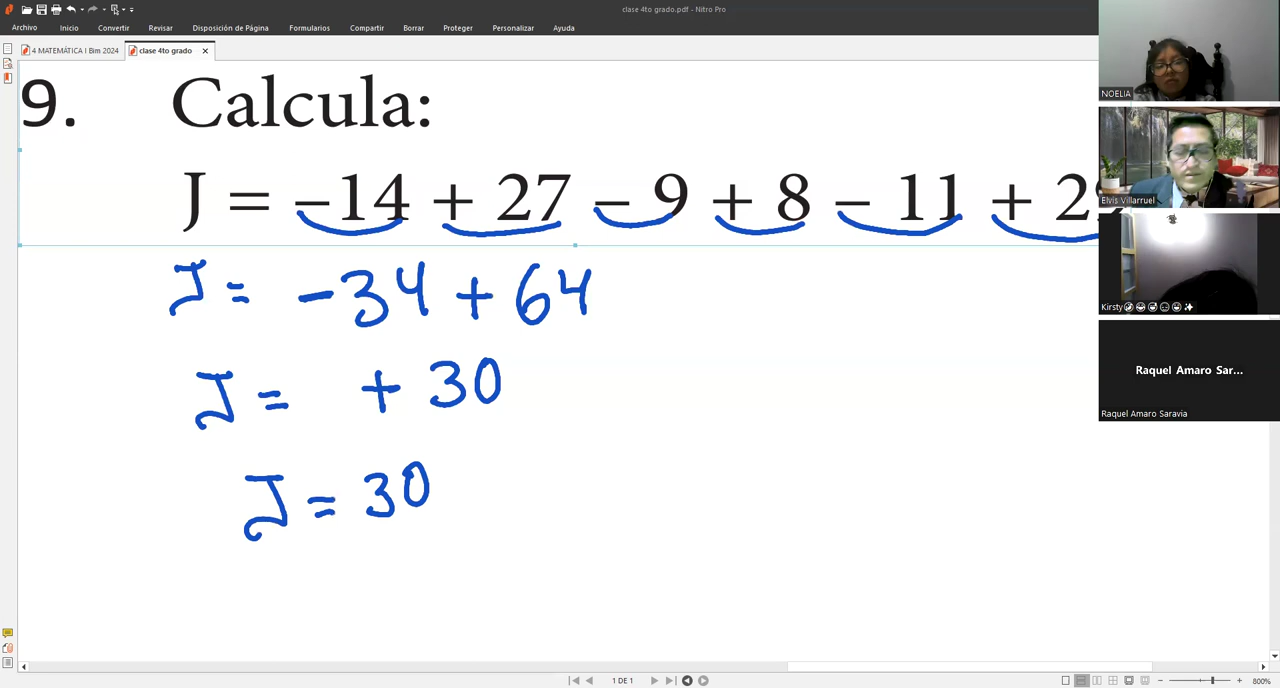 clase 4to grado.pdf - Nitro Pro
Archivo Inicio Convertir Revisar Disposición de Página Formularios Compartir Borrar Proteger Personalizar Ayuda
4 MATEMÁTICA I Bim 2024 clase 4to grado
9. Calcula:
J = –14 + 27 – 9 + 8 – 11 + 2
J = -34 + 64
J = + 30
J = 30
NOELIA
Elvis Villarruel
Kirsty
Raquel Amaro Sar...
Raquel Amaro Saravia
1 DE 1
800%